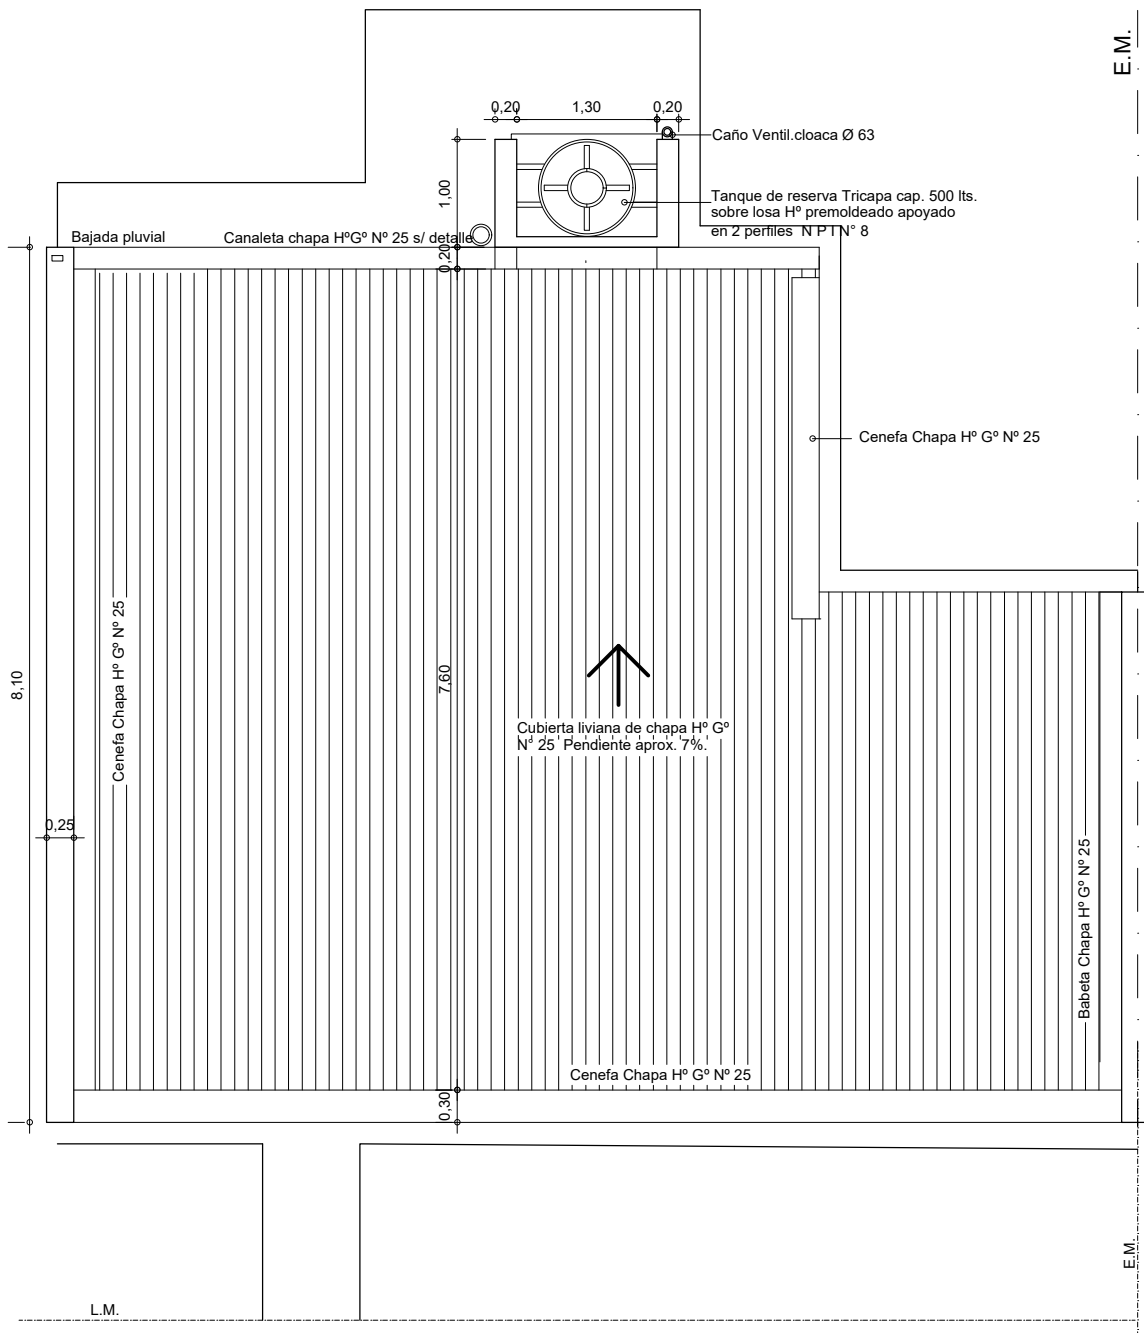 E.M.
0,20
1,30
0,20
Caño Ventil.cloaca Ø 63
1,00
Tanque de reserva Tricapa cap. 500 lts.
sobre losa Hº premoldeado apoyado
en 2 perfiles N P I Nº 8
Bajada pluvial
Canaleta chapa HºGº Nº 25 s/ detalle
0,20
Cenefa Chapa Hº Gº Nº 25
Cenefa Chapa Hº Gº Nº 25
8,10
7,60
Cubierta liviana de chapa Hº Gº
Nº 25 Pendiente aprox. 7%.
0,25
Babeta Chapa Hº Gº Nº 25
Cenefa Chapa Hº Gº Nº 25
0,30
E.M.
L.M.